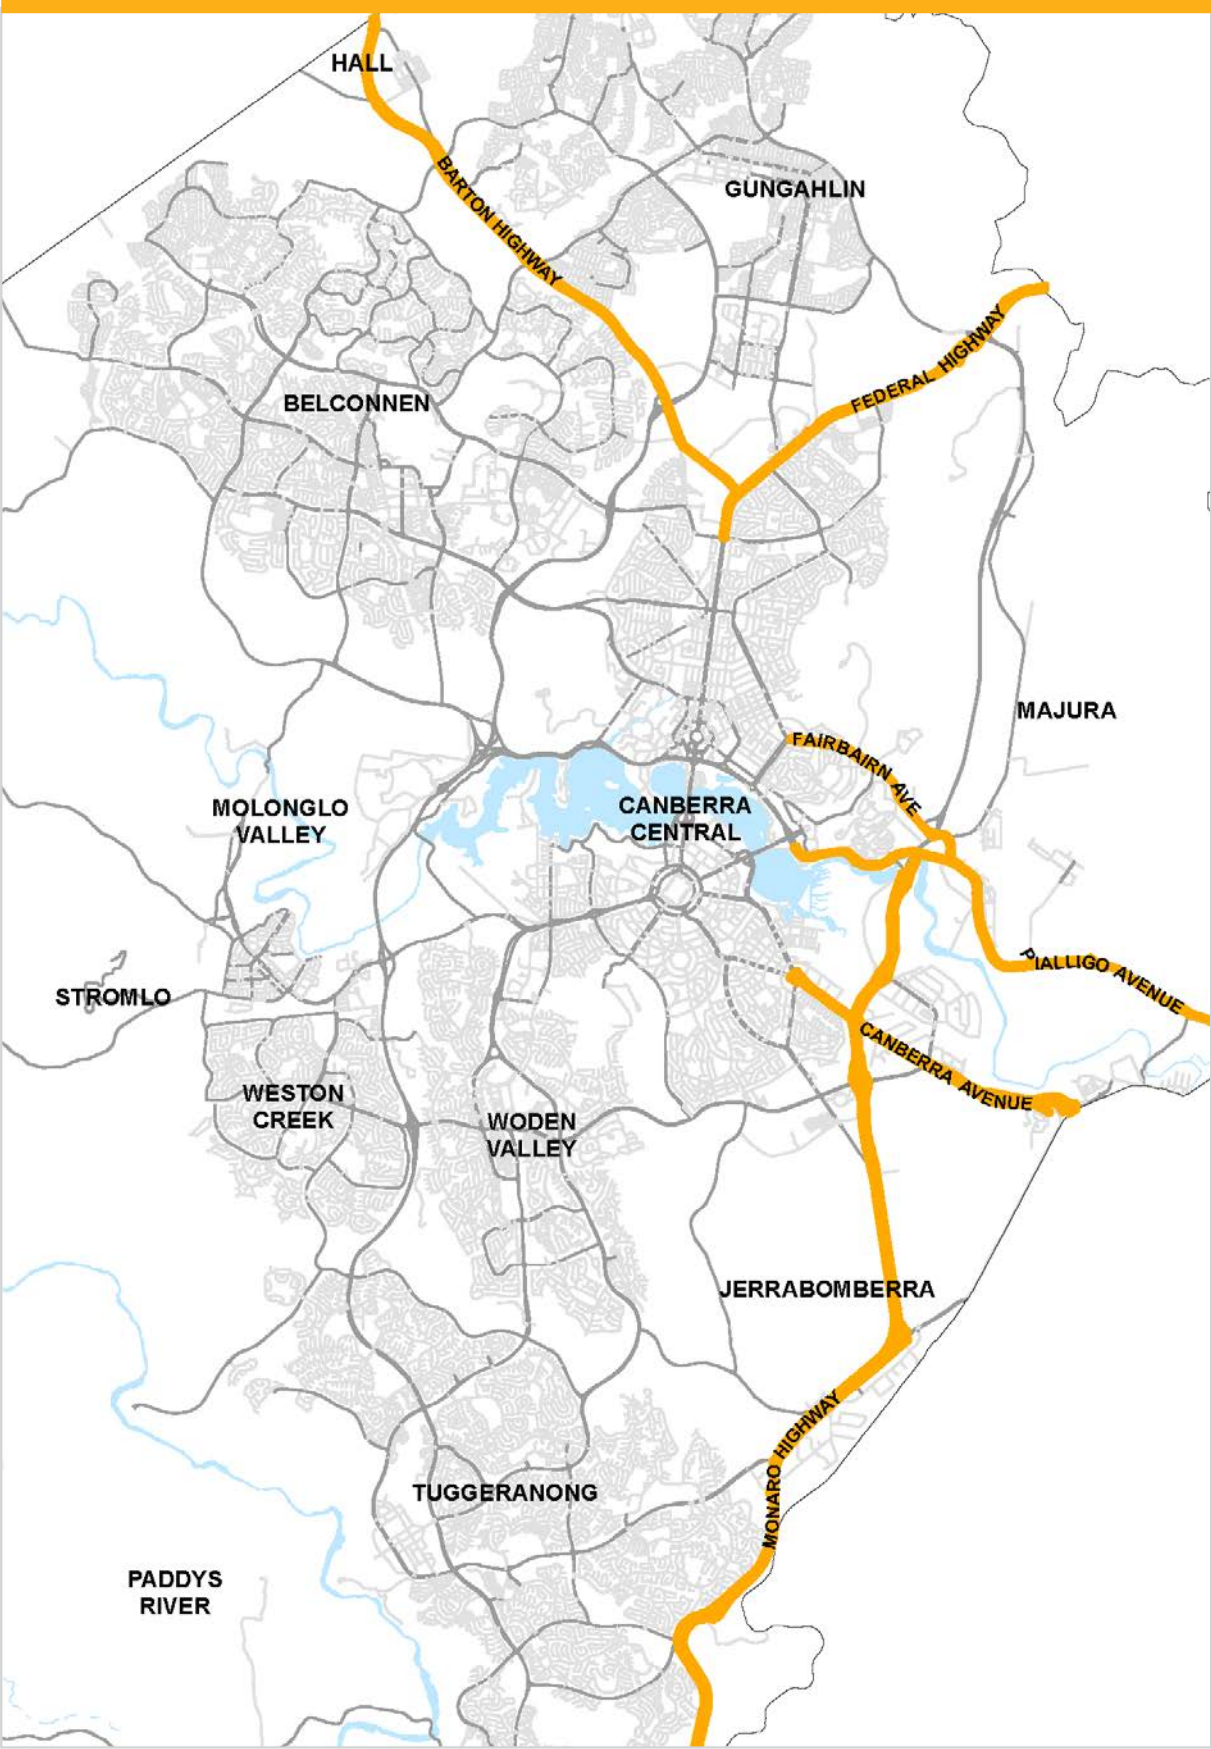 HALL
BARTON HIGHWAY
GUNGAHLIN
FEDERAL HIGHWAY
BELCONNEN
MAJURA
FAIRBAIRN AVE
MOLONGLO
VALLEY
CANBERRA
CENTRAL
PIALLIGO AVENUE
STROMLO
CANBERRA AVENUE
WESTON
CREEK
WODEN
VALLEY
JERRABOMBERRA
MONARO HIGHWAY
TUGGERANONG
PADDYS
RIVER